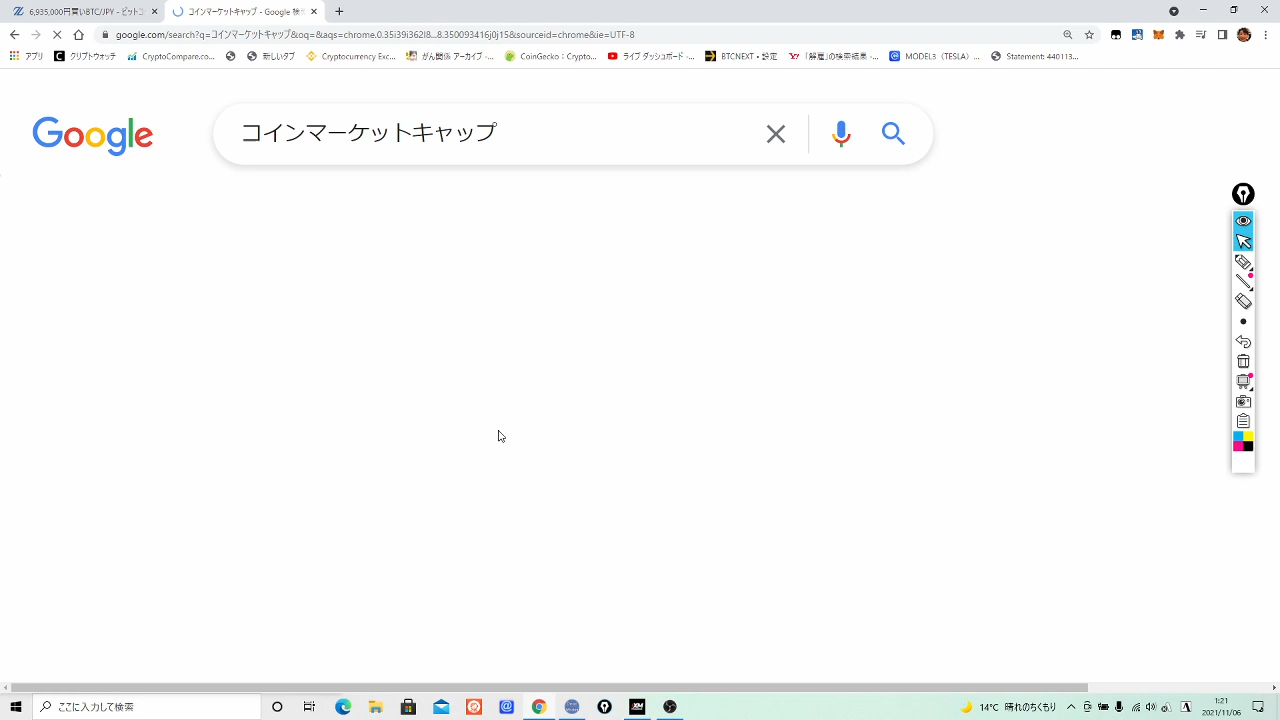 6,935,000円買いBTC/JPY - ビットコ
コインマーケットキャップ - Google 検
google.com/search?q=コインマーケットキャップ&oq=&aqs=chrome.0.35i39i362l8...8.350093416j0j15&sourceid=chrome&ie=UTF-8
アプリ
クリプトウォッチ
CryptoCompare.co...
新しいタブ
Cryptocurrency Exc...
がん関係 アーカイブ -...
CoinGecko：Crypto...
ライブ ダッシュボード -...
BTCNEXT • 設定
「解雇」の検索結果 -...
MODEL3（TESLA）...
Statement: 440113...
Google
コインマーケットキャップ
ここに入力して検索
14°C 晴れのちくもり
A
1:21
2021/11/06